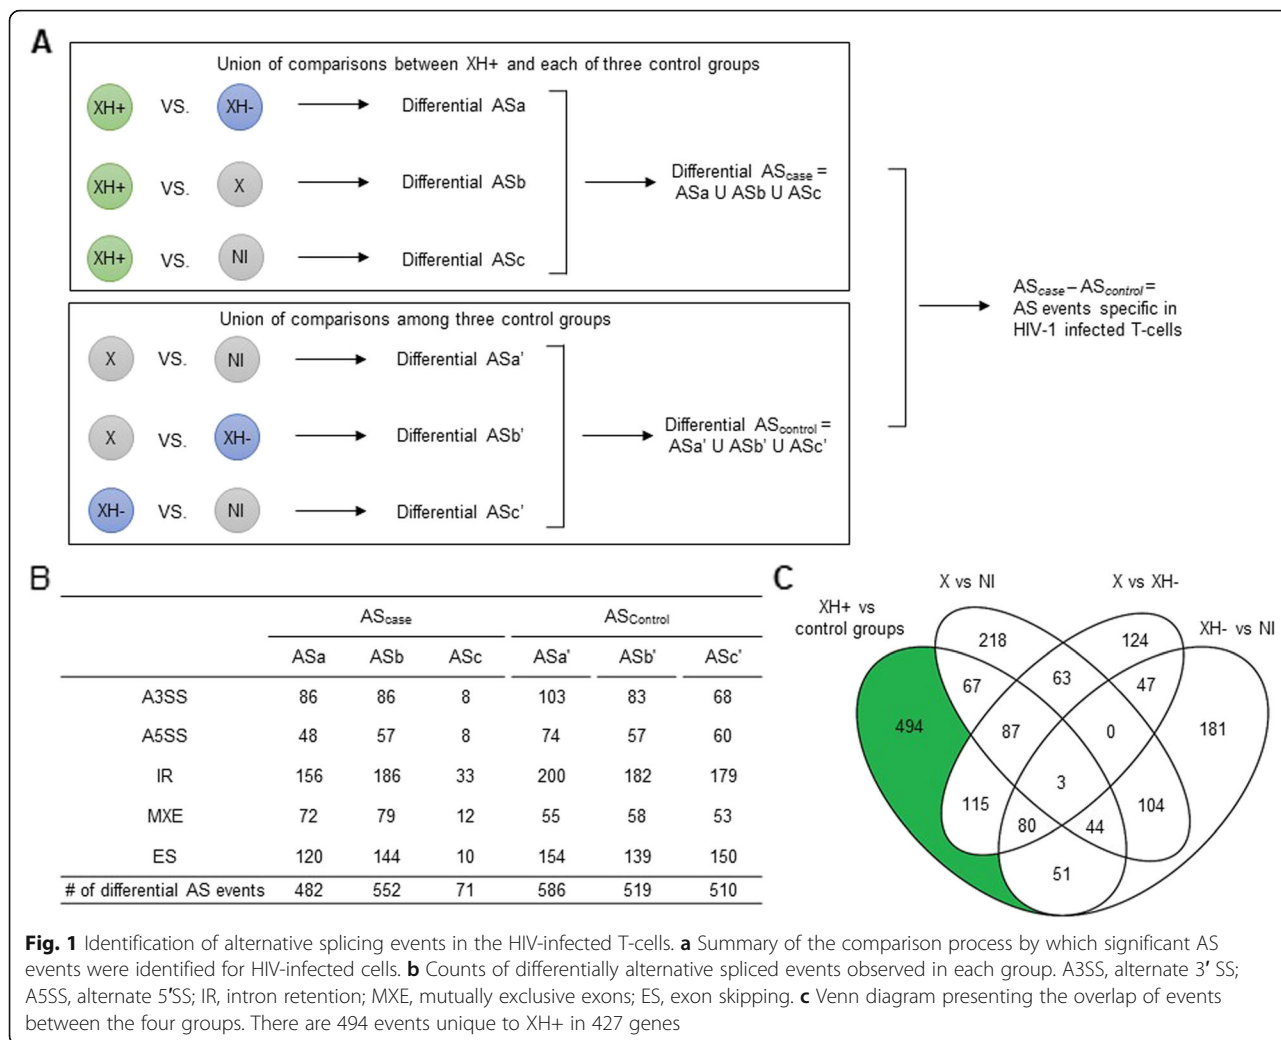 A
Union of comparisons between XH+ and each of three control groups
XH+ VS. XH- Differential ASa
XH+ VS. X Differential ASb
XH+ VS. NI Differential ASc
Differential AScase =
ASa U ASb U ASc
Union of comparisons among three control groups
X VS. NI Differential ASa'
X VS. XH- Differential ASb'
XH- VS. NI Differential ASc'
Differential AScontrol =
ASa' U ASb' U ASc'
AScase – AScontrol =
AS events specific in
HIV-1 infected T-cells
B
AScase ASControl
ASa ASb ASc ASa' ASb' ASc'
A3SS 86 86 8 103 83 68
A5SS 48 57 8 74 57 60
IR 156 186 33 200 182 179
MXE 72 79 12 55 58 53
ES 120 144 10 154 139 150
# of differential AS events 482 552 71 586 519 510
C
X vs NI X vs XH-
XH+ vs
control groups
XH- vs NI
218 124
67 63 47
494 87 0 181
3
115 104
80 44
51
Fig. 1 Identification of alternative splicing events in the HIV-infected T-cells. a Summary of the comparison process by which significant AS
events were identified for HIV-infected cells. b Counts of differentially alternative spliced events observed in each group. A3SS, alternate 3′ SS;
A5SS, alternate 5′SS; IR, intron retention; MXE, mutually exclusive exons; ES, exon skipping. c Venn diagram presenting the overlap of events
between the four groups. There are 494 events unique to XH+ in 427 genes